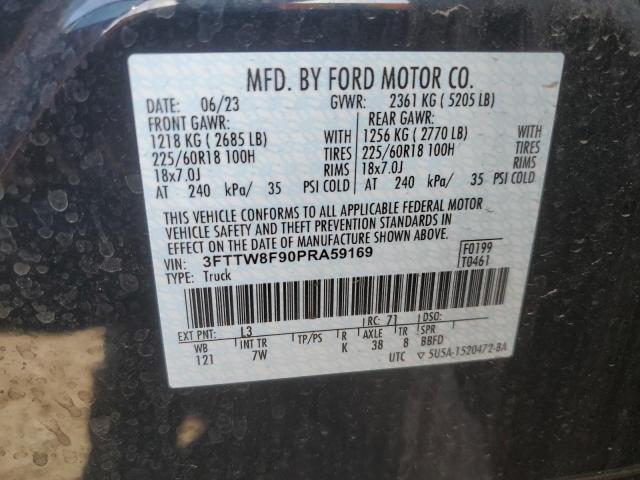 MFD. BY FORD MOTOR CO.
DATE: 06/23 GVWR: 2361 KG ( 5205 LB)
FRONT GAWR: REAR GAWR:
1218 KG ( 2685 LB) WITH 1256 KG ( 2770 LB) WITH
225/60R18 100H TIRES 225/60R18 100H TIRES
18x7.0J RIMS 18x7.0J RIMS
AT 240 kPa/ 35 PSI COLD AT 240 kPa/ 35 PSI COLD
THIS VEHICLE CONFORMS TO ALL APPLICABLE FEDERAL MOTOR
VEHICLE SAFETY AND THEFT PREVENTION STANDARDS IN
EFFECT ON THE DATE OF MANUFACTURE SHOWN ABOVE.
VIN: 3FTTW8F90PRA59169 F0199
TYPE: Truck T0461
EXT PNT: L3 RC: 71 DSO:
WB INT TR TP/PS R AXLE TR SPR
121 7W K 38 8 BBFD
UTC ▽ 5U5A-1520472-BA